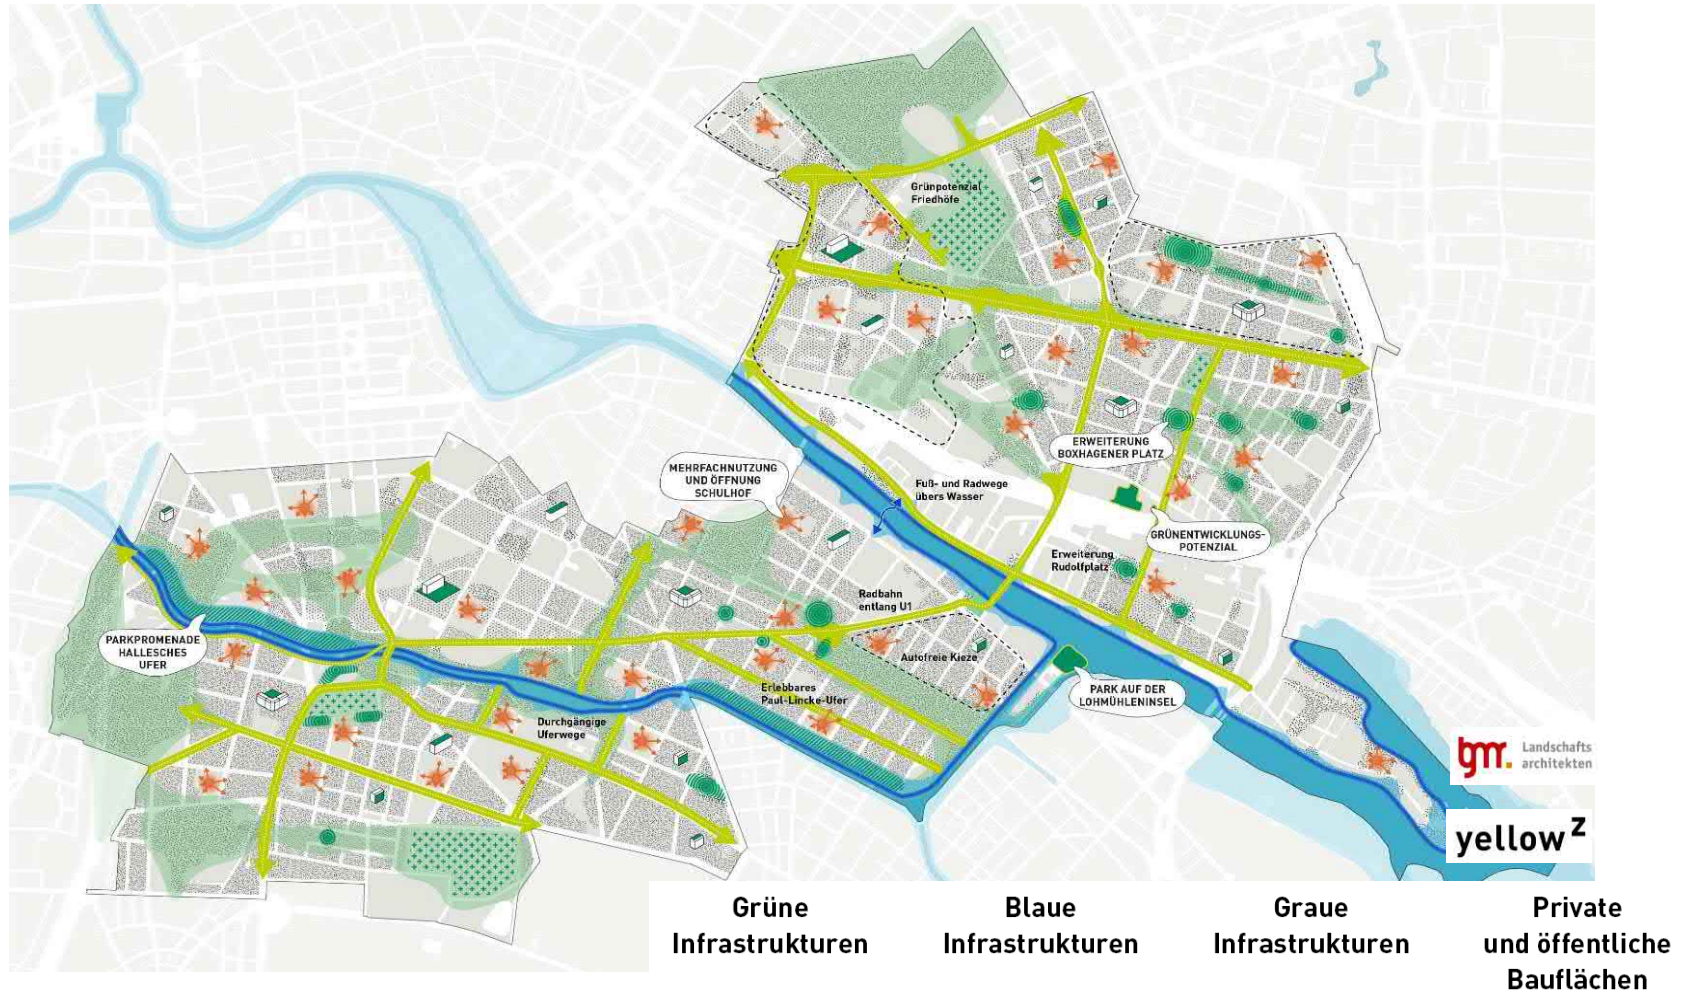 Grünpotenzial
Friedhöfe
ERWEITERUNG
BOXHAGENER PLATZ
MEHRFACHNUTZUNG
UND ÖFFNUNG
SCHULHOF
Fuß- und Radwege
übers Wasser
GRÜNENTWICKLUNGS-
POTENZIAL
Erweiterung
Rudolfplatz
Radbahn
entlang U1
PARKPROMENADE
HALLESCHES
UFER
Autofreie Kieze
Erlebbares
Paul-Lincke-Ufer
PARK AUF DER
LOHMÜHLENINSEL
Durchgängige
Uferwege
bgmr. Landschafts
architekten
yellow z
Grüne
Infrastrukturen
Blaue
Infrastrukturen
Graue
Infrastrukturen
Private
und öffentliche
Bauflächen